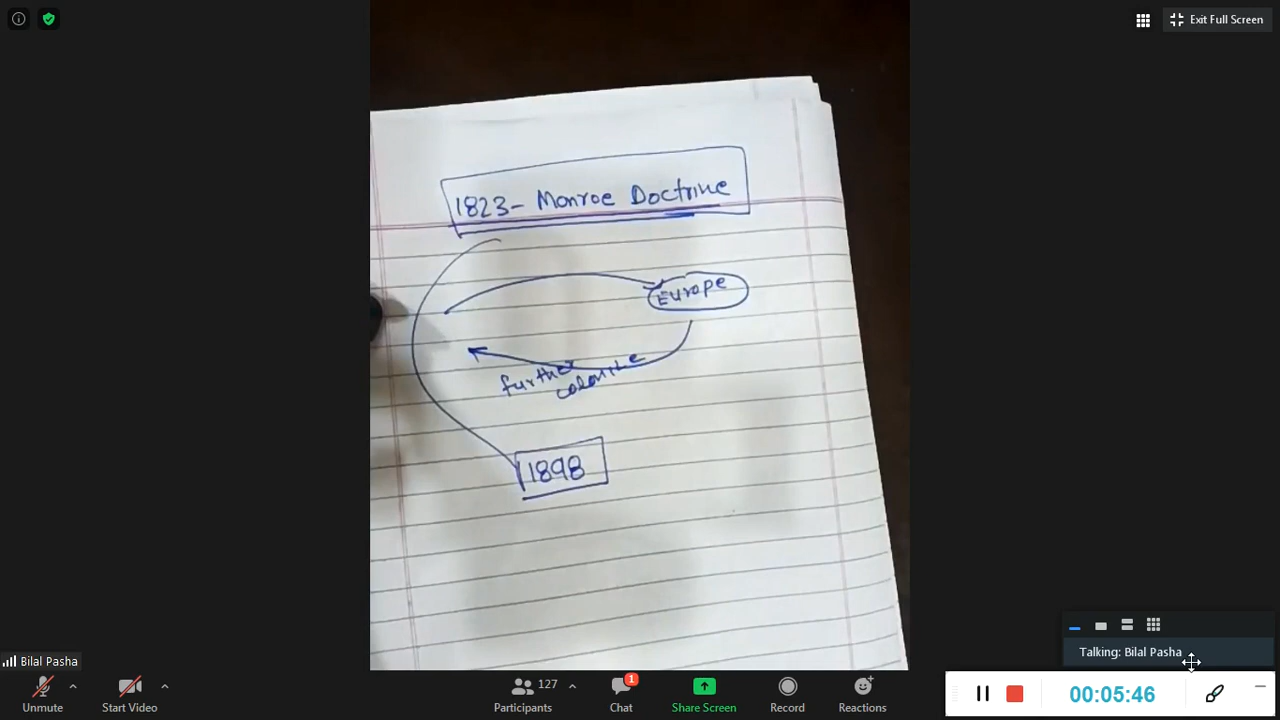 Exit Full Screen
1823- Monroe Doctrine
Europe
further
colonize
1898
Talking: Bilal Pasha
Bilal Pasha
Unmute
Start Video
127
Participants
1
Chat
Share Screen
Record
Reactions
00:05:46